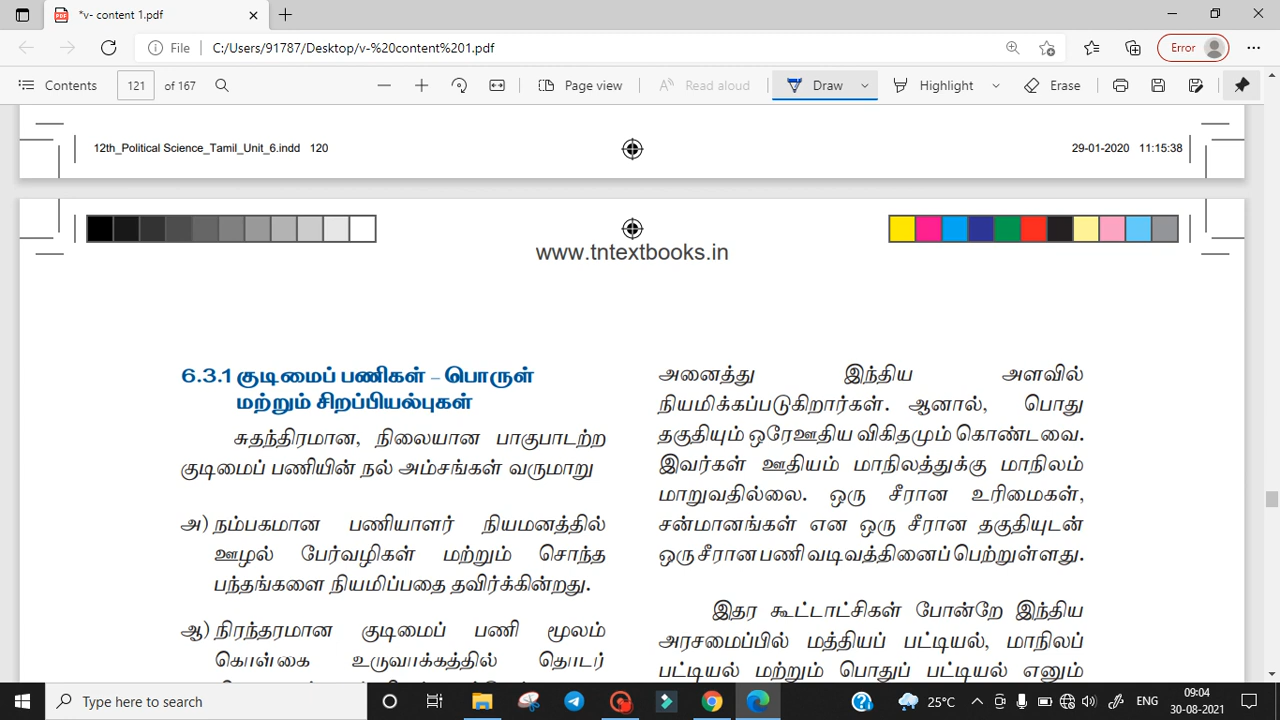 *v- content 1.pdf
File
C:/Users/91787/Desktop/v-%20content%201.pdf
Error
Contents
121
of 167
Page view
Read aloud
Draw
Highlight
Erase
12th_Political Science_Tamil_Unit_6.indd 120
29-01-2020 11:15:38
www.tntextbooks.in
6.3.1 குடிமைப் பணிகள் – பொருள்
மற்றும் சிறப்பியல்புகள்
சுதந்திரமான, நிலையான பாகுபாடற்ற
குடிமைப் பணியின் நல் அம்சங்கள் வருமாறு
அ) நம்பகமான பணியாளர் நியமனத்தில்
ஊழல் பேர்வழிகள் மற்றும் சொந்த
பந்தங்களை நியமிப்பதை தவிர்க்கின்றது.
ஆ) நிரந்தரமான குடிமைப் பணி மூலம்
கொள்கை உருவாக்கத்தில் தொடர்
அனைத்து இந்திய அளவில்
நியமிக்கப்படுகிறார்கள். ஆனால், பொது
தகுதியும் ஒரேஊதிய விகிதமும் கொண்டவை.
இவர்கள் ஊதியம் மாநிலத்துக்கு மாநிலம்
மாறுவதில்லை. ஒரு சீரான உரிமைகள்,
சன்மானங்கள் என ஒரு சீரான தகுதியுடன்
ஒரு சீரான பணி வடிவத்தினைப் பெற்றுள்ளது.
இதர கூட்டாட்சிகள் போன்றே இந்திய
அரசமைப்பில் மத்தியப் பட்டியல், மாநிலப்
பட்டியல் மற்றும் பொதுப் பட்டியல் எனும்
Type here to search
25°C
ENG
09:04
30-08-2021